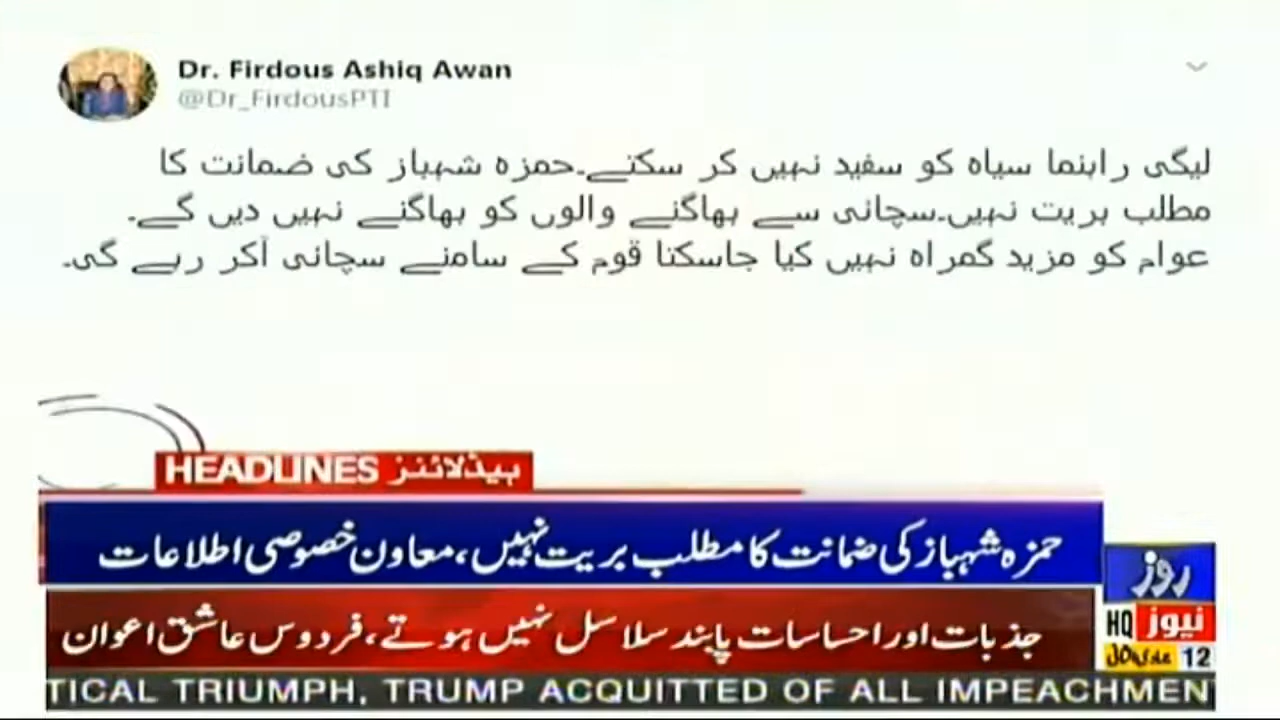 Dr. Firdous Ashiq Awan
@Dr_FirdousPTI
لیگی راہنما سیاہ کو سفید نہیں کر سکتے۔حمزہ شہباز کی ضمانت کا
مطلب بریت نہیں۔سچائی سے بھاگنے والوں کو بھاگنے نہیں دیں گے۔
عوام کو مزید گمراہ نہیں کیا جاسکتا قوم کے سامنے سچائی آکر رہے گی۔
HEADLINES ہیڈلائنز
حمزہ شہباز کی ضمانت کا مطلب بریت نہیں، معاون خصوصی اطلاعات
جذبات اور احساسات پابند سلاسل نہیں ہوتے، فردوس عاشق اعوان
روز
نیوز HQ
12
TICAL TRIUMPH, TRUMP ACQUITTED OF ALL IMPEACHMEN